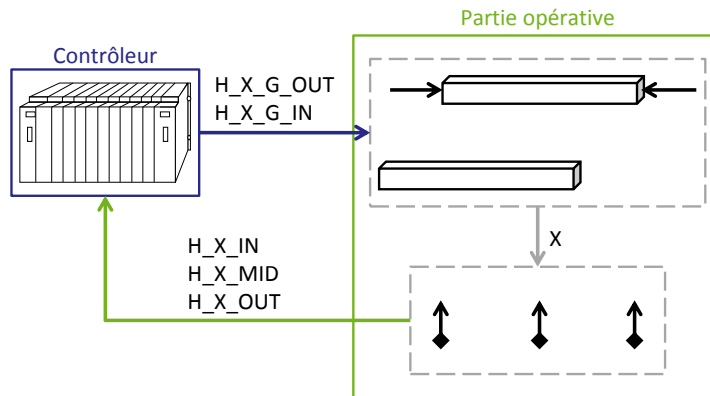 Partie opérative
Contrôleur
H_X_G_OUT
H_X_G_IN
X
H_X_IN
H_X_MID
H_X_OUT